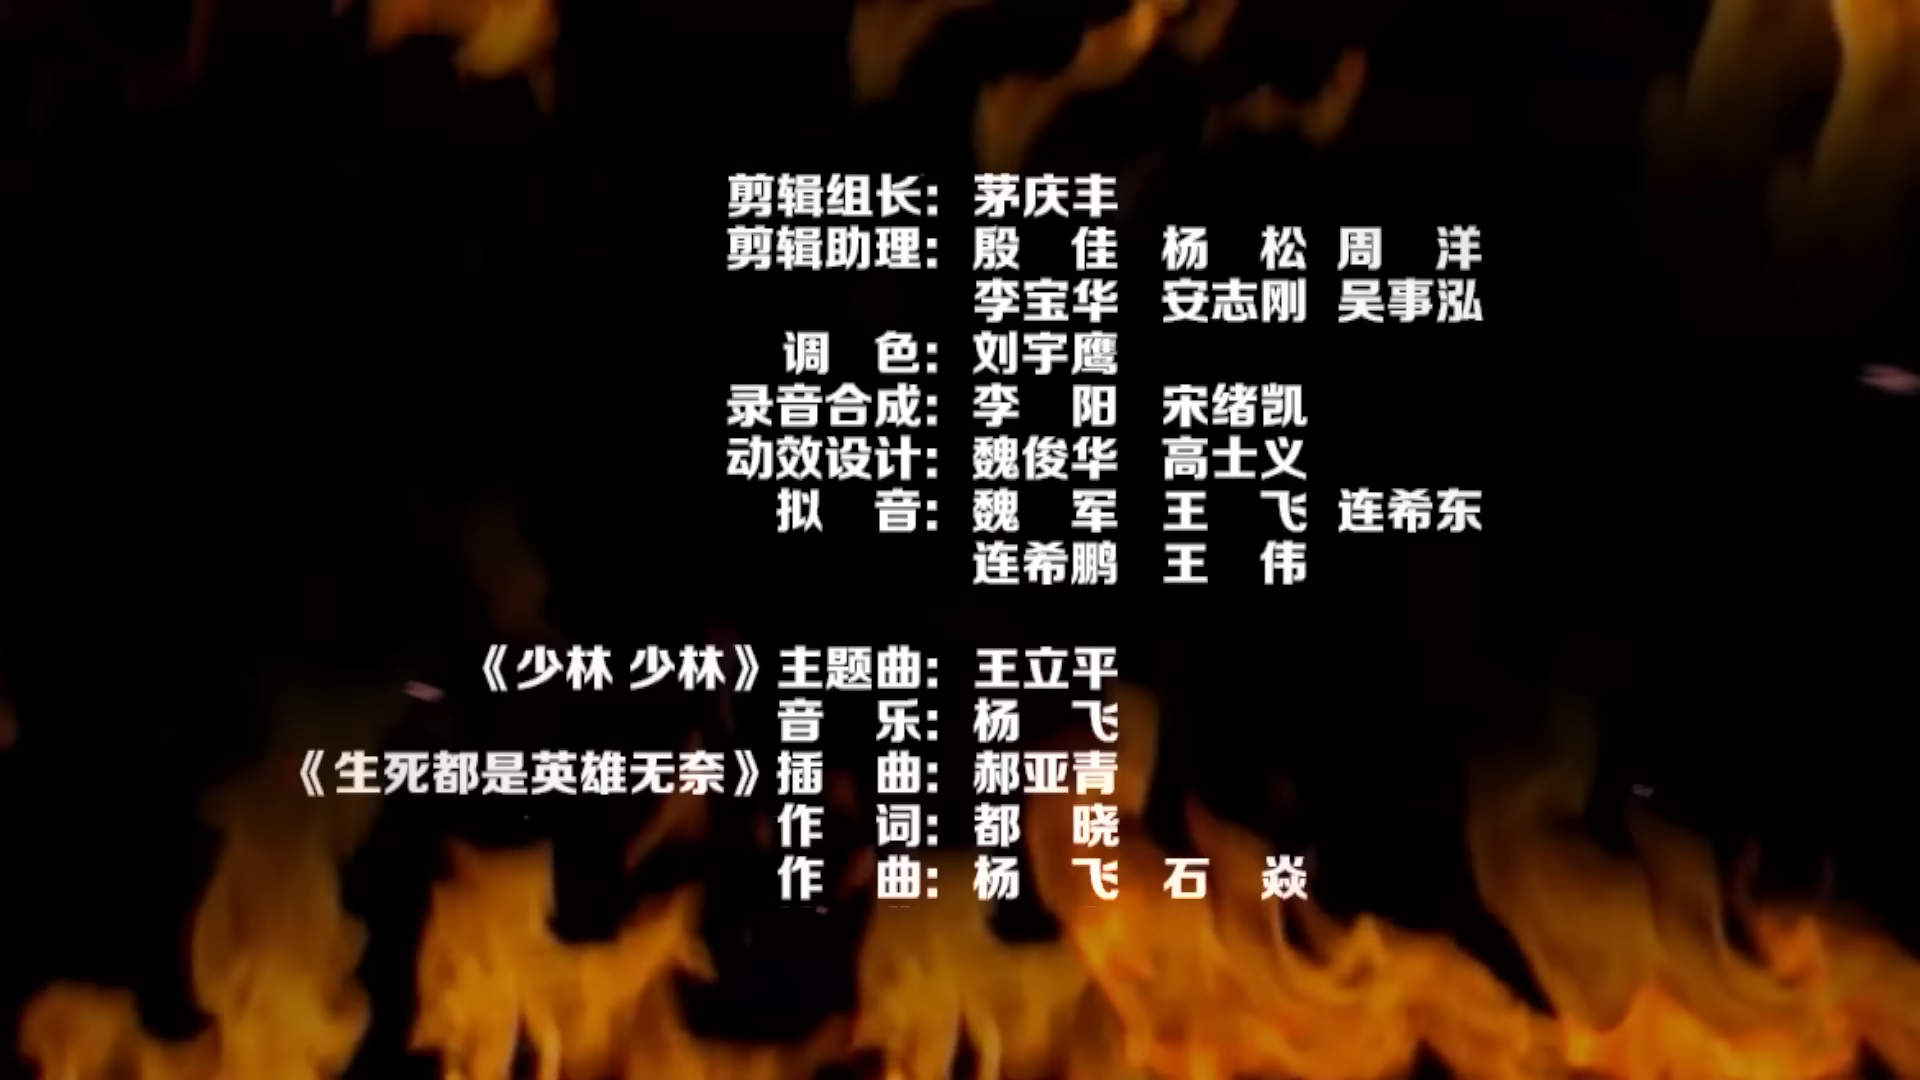 剪辑组长：茅庆丰
剪辑助理：殷 佳 杨 松 周 洋
李宝华 安志刚 吴事泓
调 色：刘宇鹰
录音合成：李 阳 宋绪凯
动效设计：魏俊华 高士义
拟 音：魏 军 王 飞 连希东
连希鹏 王 伟
《少林 少林》主题曲：王立平
音 乐：杨 飞
《生死都是英雄无奈》插 曲：郝亚青
作 词：都 晓
作 曲：杨 飞 石 焱